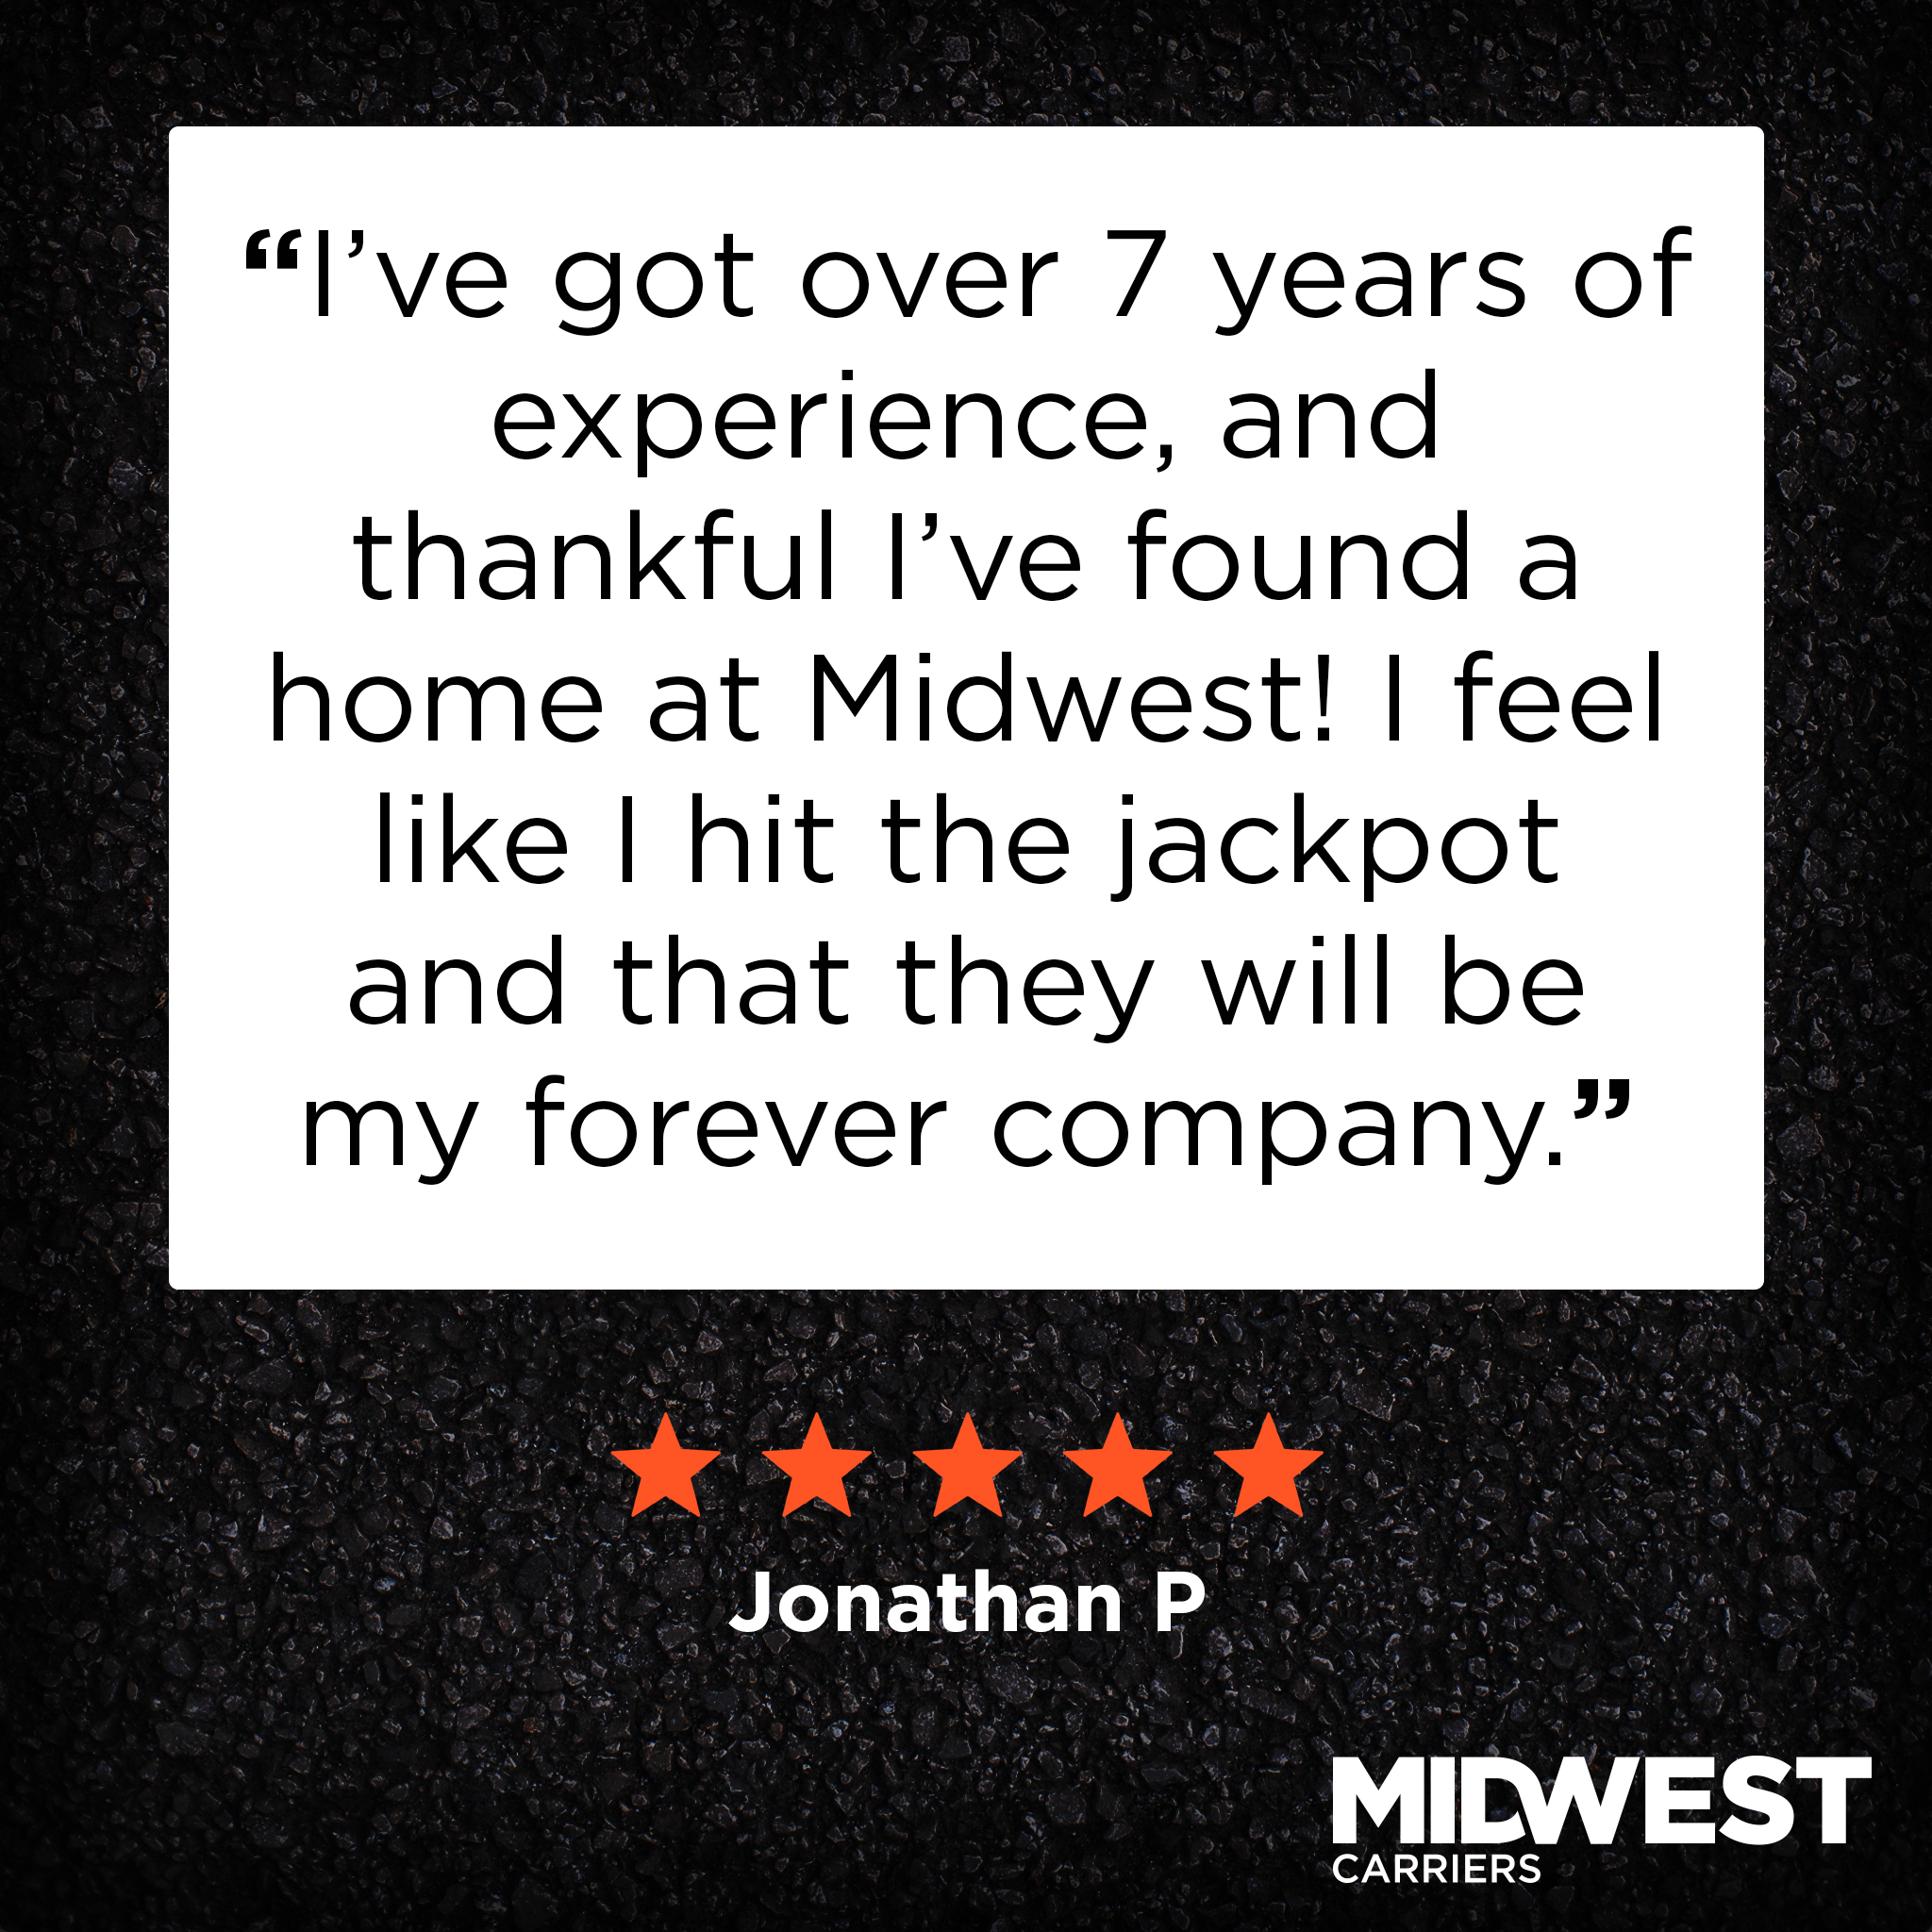 “I’ve got over 7 years of
experience, and
thankful I’ve found a
home at Midwest! I feel
like I hit the jackpot
and that they will be
my forever company.”
Jonathan P
MIDWEST
CARRIERS